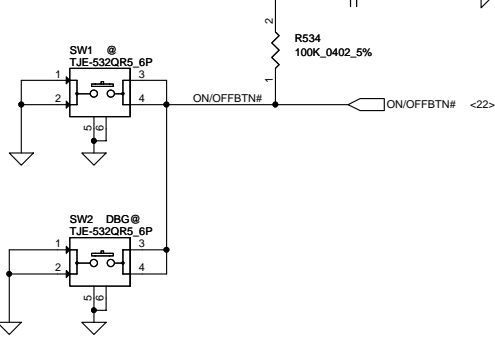 2
R534
100K_0402_5%
1
SW1 @
TJE-532QR5_6P
1
3
2
4
5
6
ON/OFFBTN#
ON/OFFBTN# <22>
SW2 DBG@
TJE-532QR5_6P
1
3
2
4
5
6